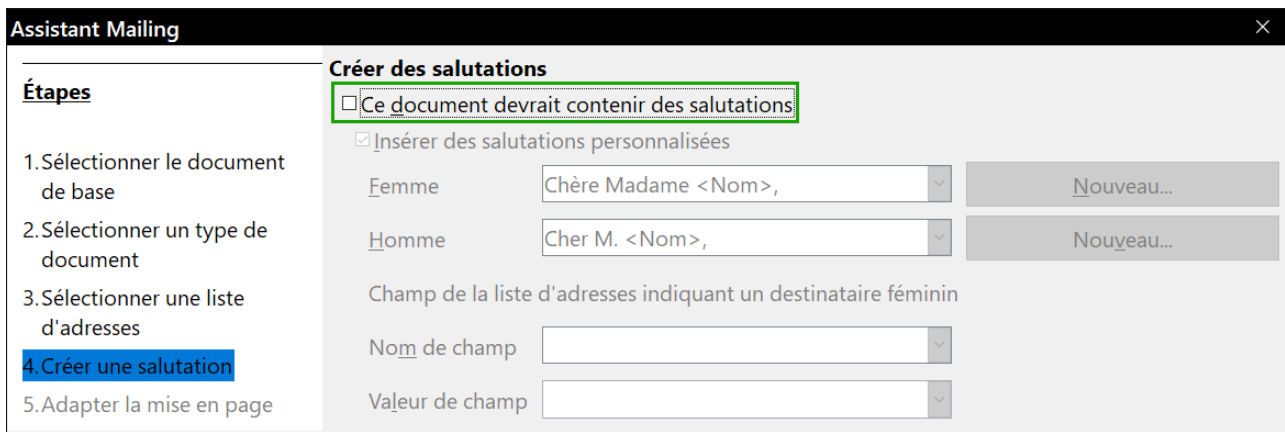 Assistant Mailing
Étapes
1.Sélectionner le document
de base
2.Sélectionner un type de
document
3.Sélectionner une liste
d'adresses
4.Créer une salutation
5.Adapter la mise en page
Créer des salutations
Ce document devrait contenir des salutations
Insérer des salutations personnalisées
Femme Chère Madame <Nom>, Nouveau...
Homme Cher M. <Nom>, Nouveau...
Champ de la liste d'adresses indiquant un destinataire féminin
Nom de champ
Valeur de champ